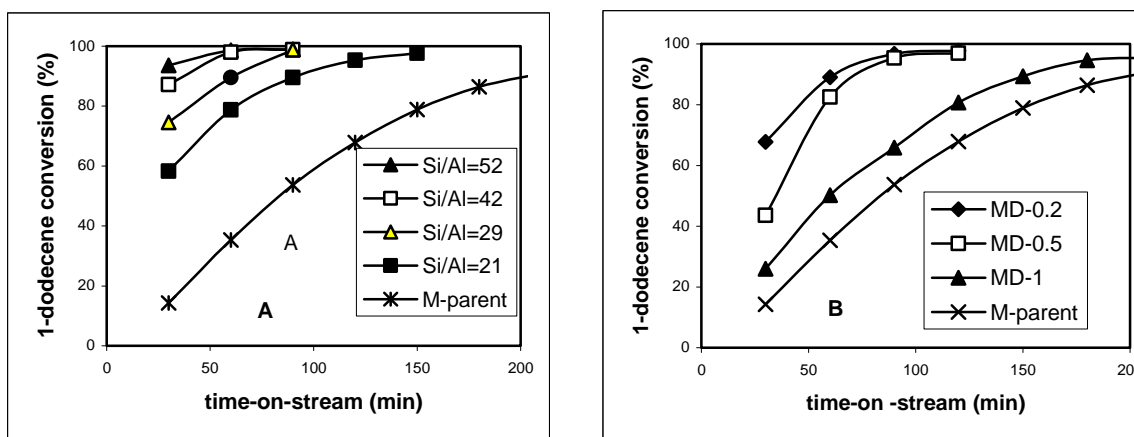 1-dodecene conversion (%)
100
80
60
40
20
0
Si/Al=52
Si/Al=42
Si/Al=29
Si/Al=21
M-parent
A
A
0 50 100 150 200
time-on-stream (min)
1-dodecene conversion (%)
100
80
60
40
20
0
MD-0.2
MD-0.5
MD-1
M-parent
B
0 50 100 150 200
time-on -stream (min)